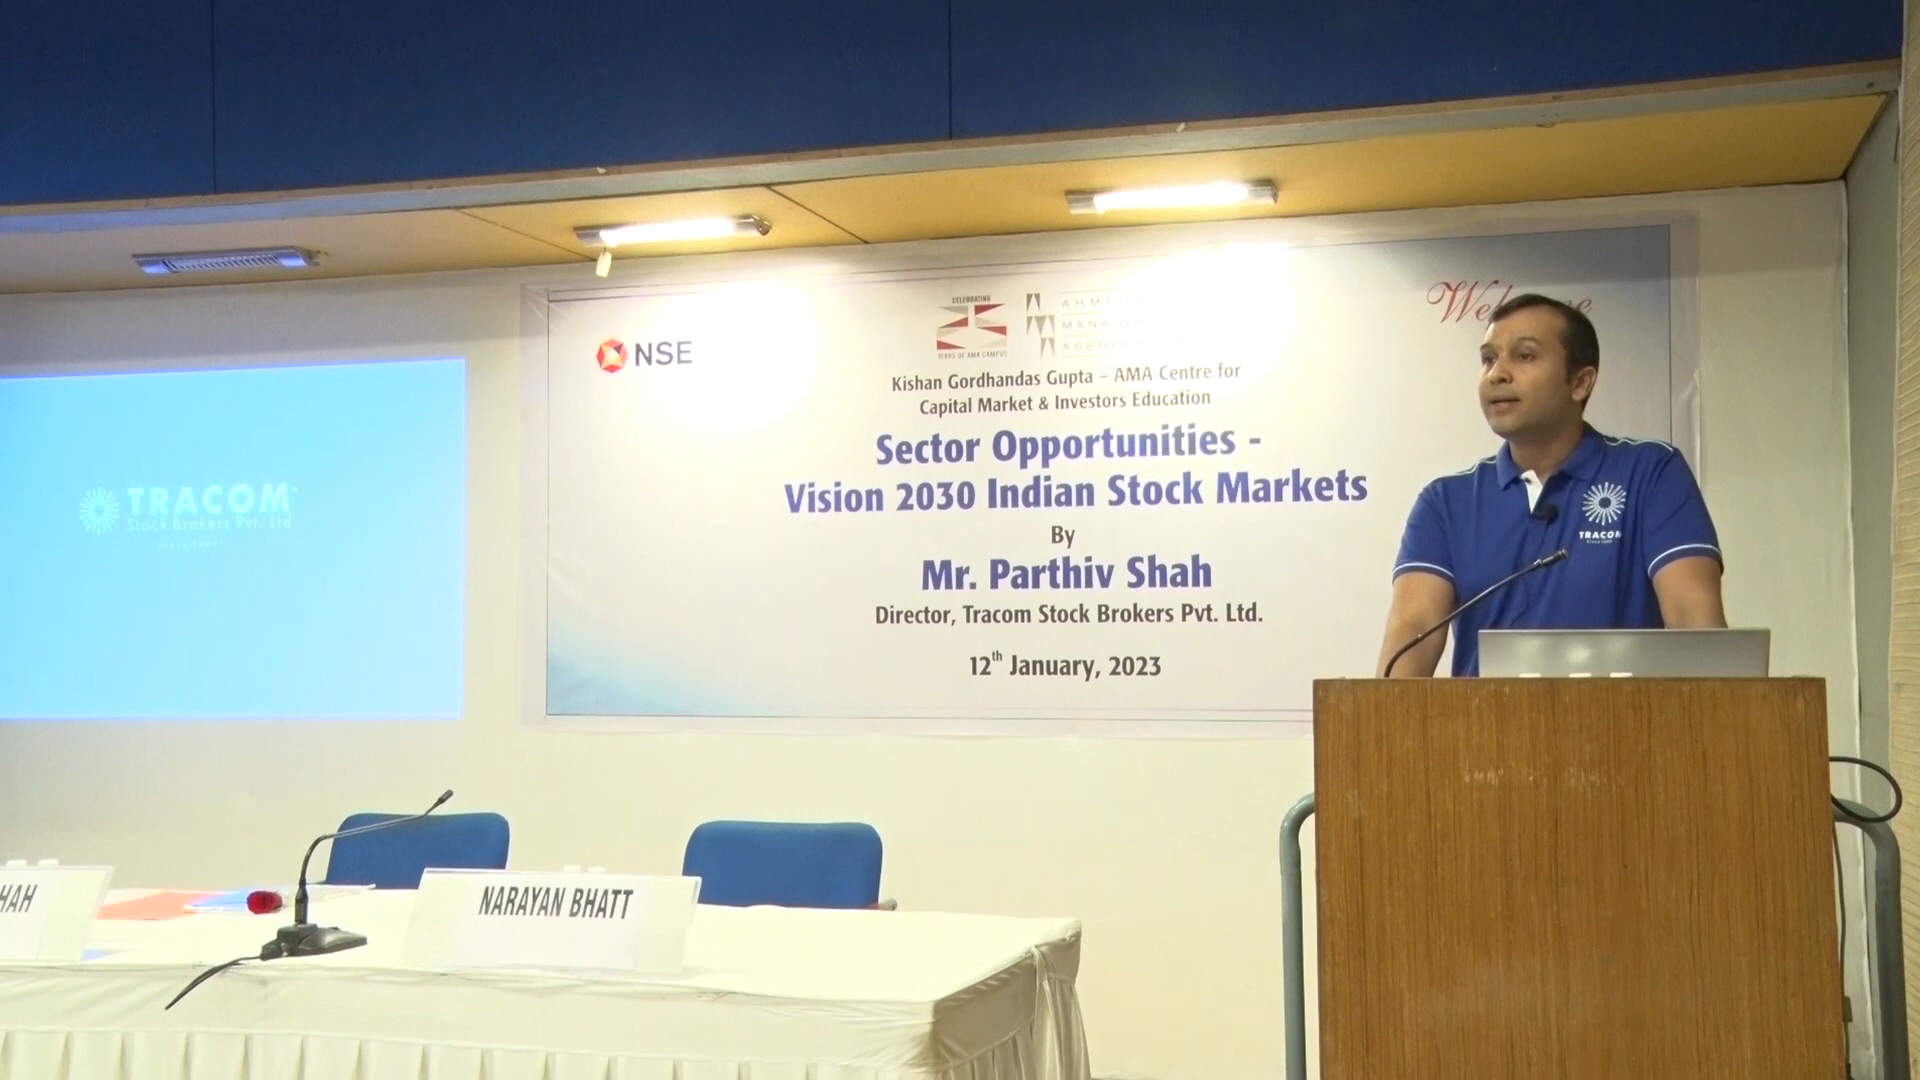 TRACOM
Stock Brokers Pvt. Ltd
NSE
CELEBRATING
YEARS OF AMA CAMPUS
Welcome
Kishan Gordhandas Gupta – AMA Centre for
Capital Market & Investors Education
Sector Opportunities -
Vision 2030 Indian Stock Markets
By
Mr. Parthiv Shah
Director, Tracom Stock Brokers Pvt. Ltd.
12th January, 2023
TRACOM
HAH
NARAYAN BHATT